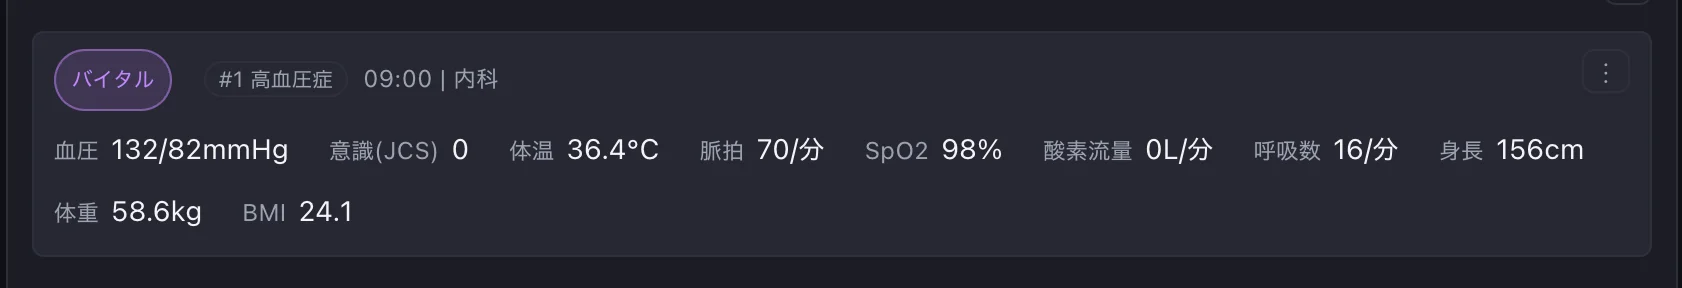 バイタル #1 高血圧症 09:00 | 内科
血圧 132/82mmHg 意識(JCS) 0 体温 36.4°C 脈拍 70/分 SpO2 98% 酸素流量 0L/分 呼吸数 16/分 身長 156cm
体重 58.6kg BMI 24.1